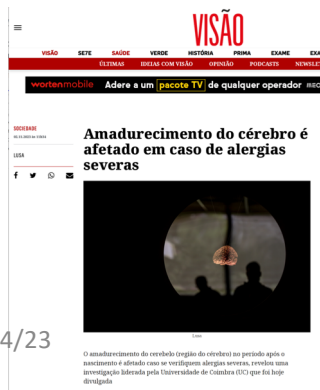 VISÃO
VISÃO SE7E SAÚDE VERDE HISTÓRIA PRIMA EXAME EXA
ÚLTIMAS IDEIAS COM VISÃO OPINIÃO PODCASTS NEWSLE
wortenmobile Adere a um pacote TV de qualquer operador
SOCIEDADE
LUSA
Amadurecimento do cérebro é
afetado em caso de alergias
severas
Lusa
4/23
O amadurecimento do cerebelo (região do cérebro) no período após o
nascimento é afetado caso se verifiquem alergias severas, revelou uma
investigação liderada pela Universidade de Coimbra (UC) que foi hoje
divulgada